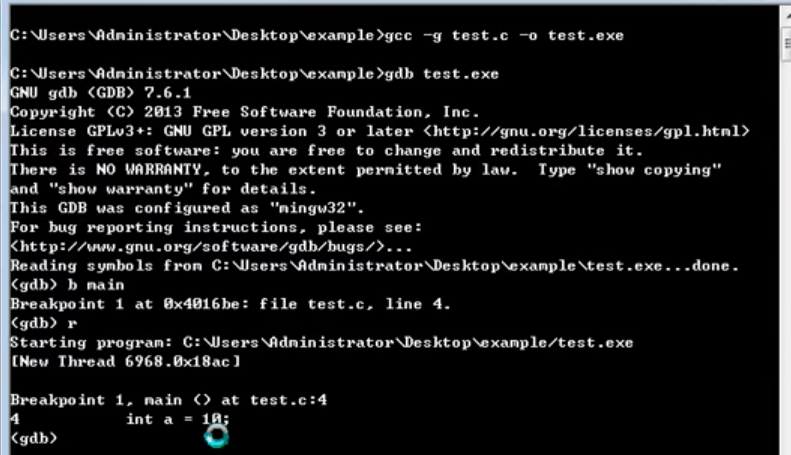 C:\Users\Administrator\Desktop\example>gcc -g test.c -o test.exe
C:\Users\Administrator\Desktop\example>gdb test.exe
GNU gdb (GDB) 7.6.1
Copyright (C) 2013 Free Software Foundation, Inc.
License GPLv3+: GNU GPL version 3 or later <http://gnu.org/licenses/gpl.html>
This is free software: you are free to change and redistribute it.
There is NO WARRANTY, to the extent permitted by law.  Type "show copying"
and "show warranty" for details.
This GDB was configured as "mingw32".
For bug reporting instructions, please see:
<http://www.gnu.org/software/gdb/bugs/>...
Reading symbols from C:\Users\Administrator\Desktop\example\test.exe...done.
(gdb) b main
Breakpoint 1 at 0x4016be: file test.c, line 4.
(gdb) r
Starting program: C:\Users\Administrator\Desktop\example/test.exe
[New Thread 6968.0x18ac]
Breakpoint 1, main () at test.c:4
4           int a = 10;
(gdb)